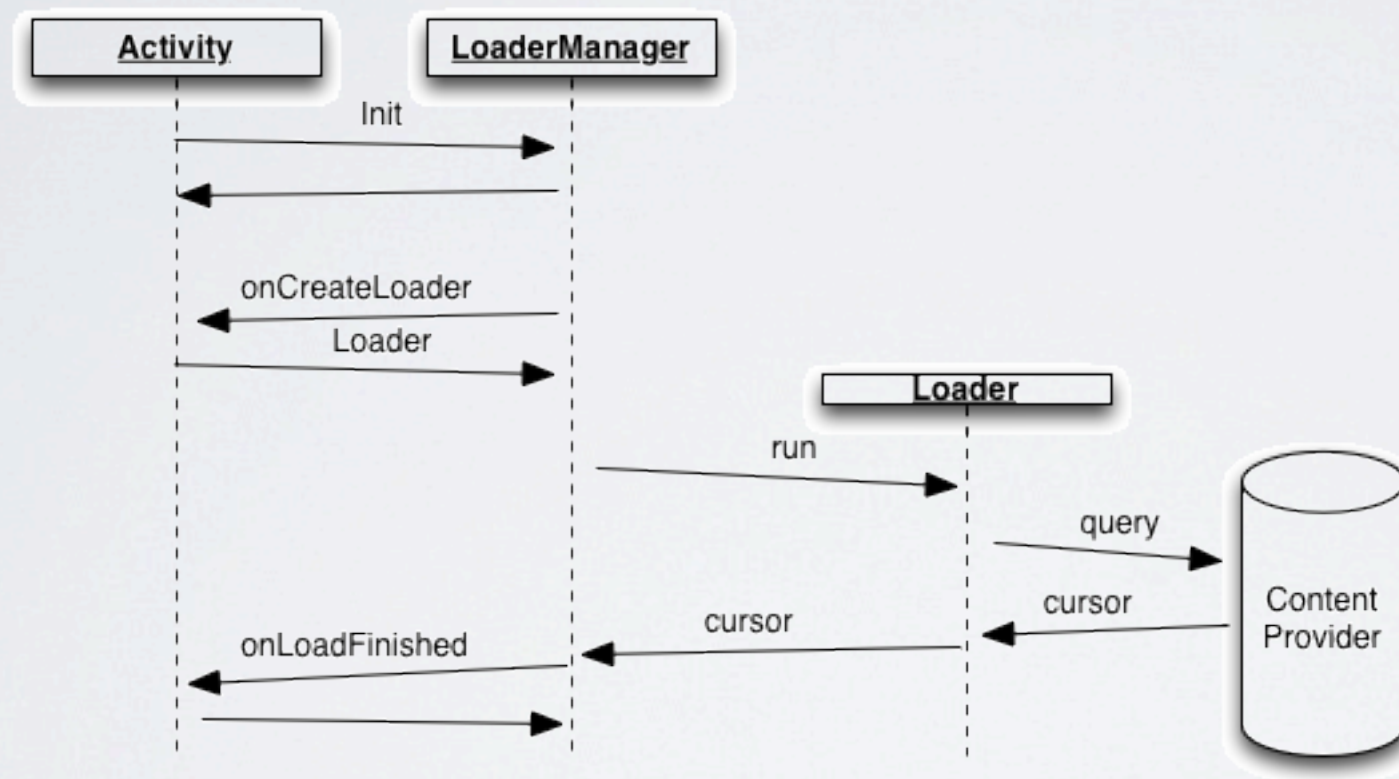 Activity
LoaderManager
Init
onCreateLoader
Loader
Loader
run
query
cursor
cursor
onLoadFinished
Content
Provider